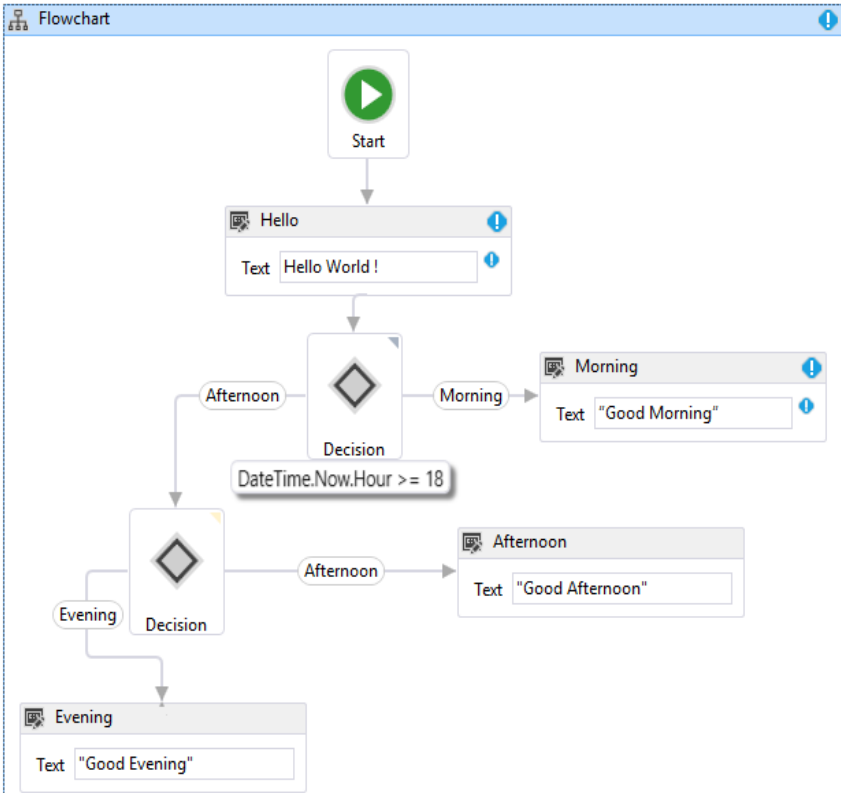 Flowchart
Start
Hello
Text Hello World !
Afternoon
Morning
Decision
DateTime.Now.Hour >= 18
Morning
Text "Good Morning"
Evening
Decision
Afternoon
Afternoon
Text "Good Afternoon"
Evening
Text "Good Evening"